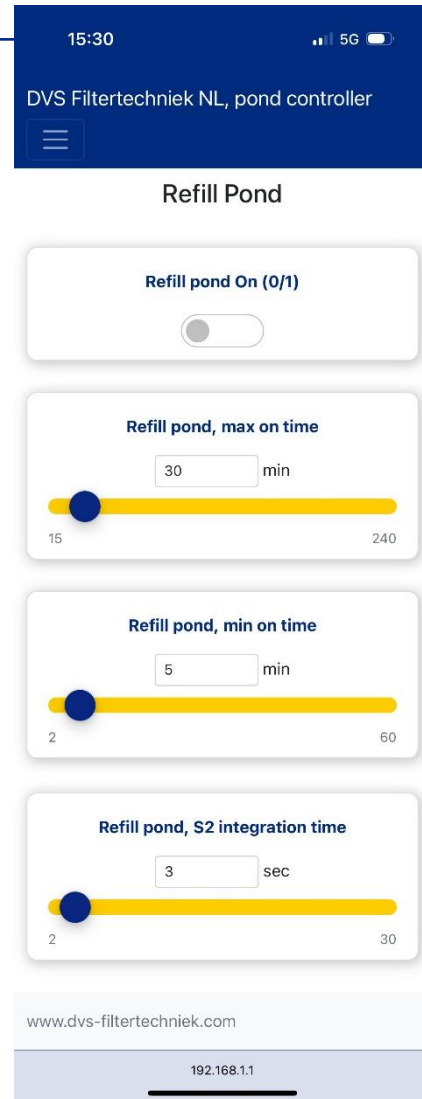 15:30 5G
DVS Filtertechniek NL, pond controller
Refill Pond
Refill pond On (0/1)
Refill pond, max on time
30 min
15 240
Refill pond, min on time
5 min
2 60
Refill pond, S2 integration time
3 sec
2 30
www.dvs-filtertechniek.com
192.168.1.1